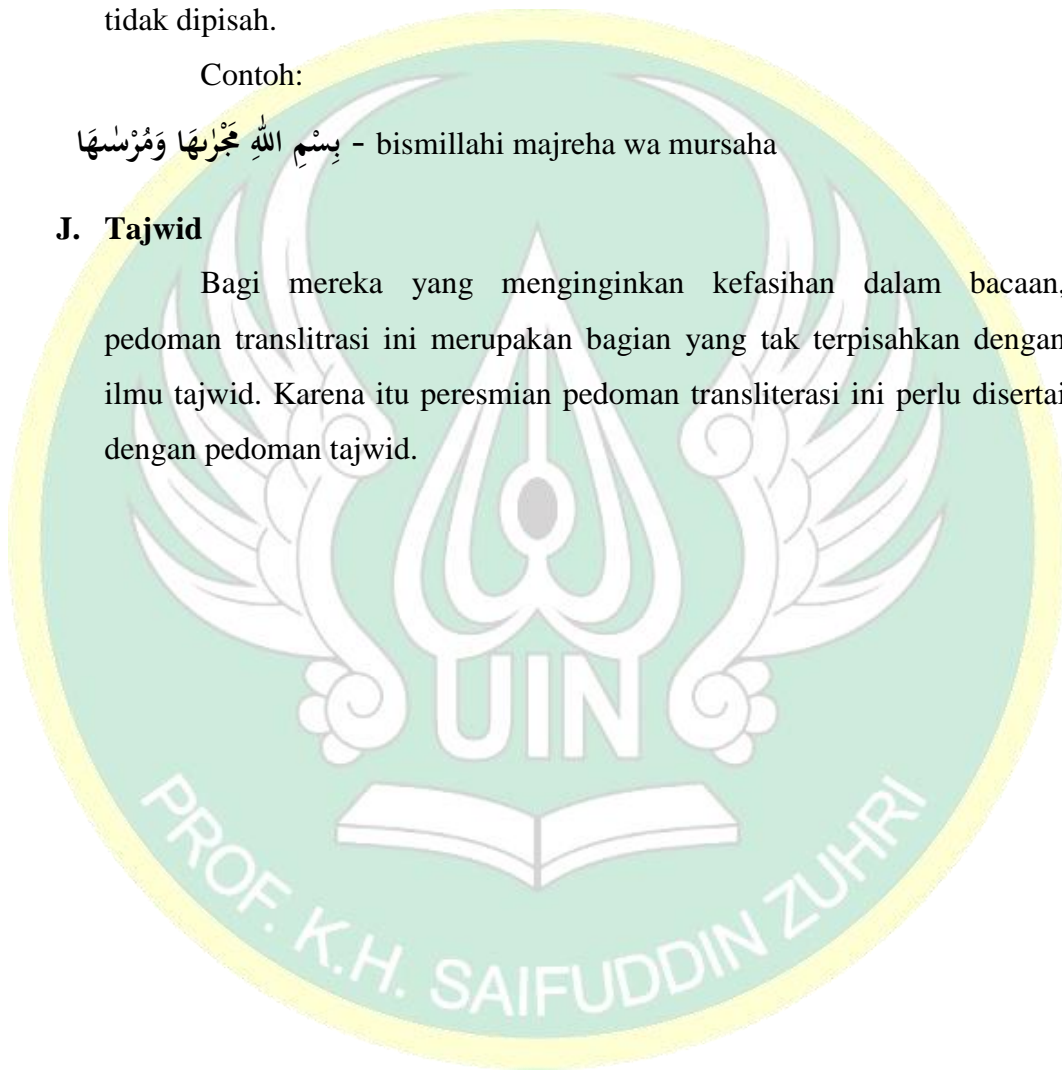 tidak dipisah.
Contoh:
بِسْمِ اللّٰهِ مَجْرٰىهَا وَمُرْسٰىهَا - bismillahi majreha wa mursaha
J. Tajwid
Bagi mereka yang menginginkan kefasihan dalam bacaan,
pedoman translitrasi ini merupakan bagian yang tak terpisahkan dengan
ilmu tajwid. Karena itu peresmian pedoman transliterasi ini perlu disertai
dengan pedoman tajwid.
UIN
PROF. K.H. SAIFUDDIN ZUHRI